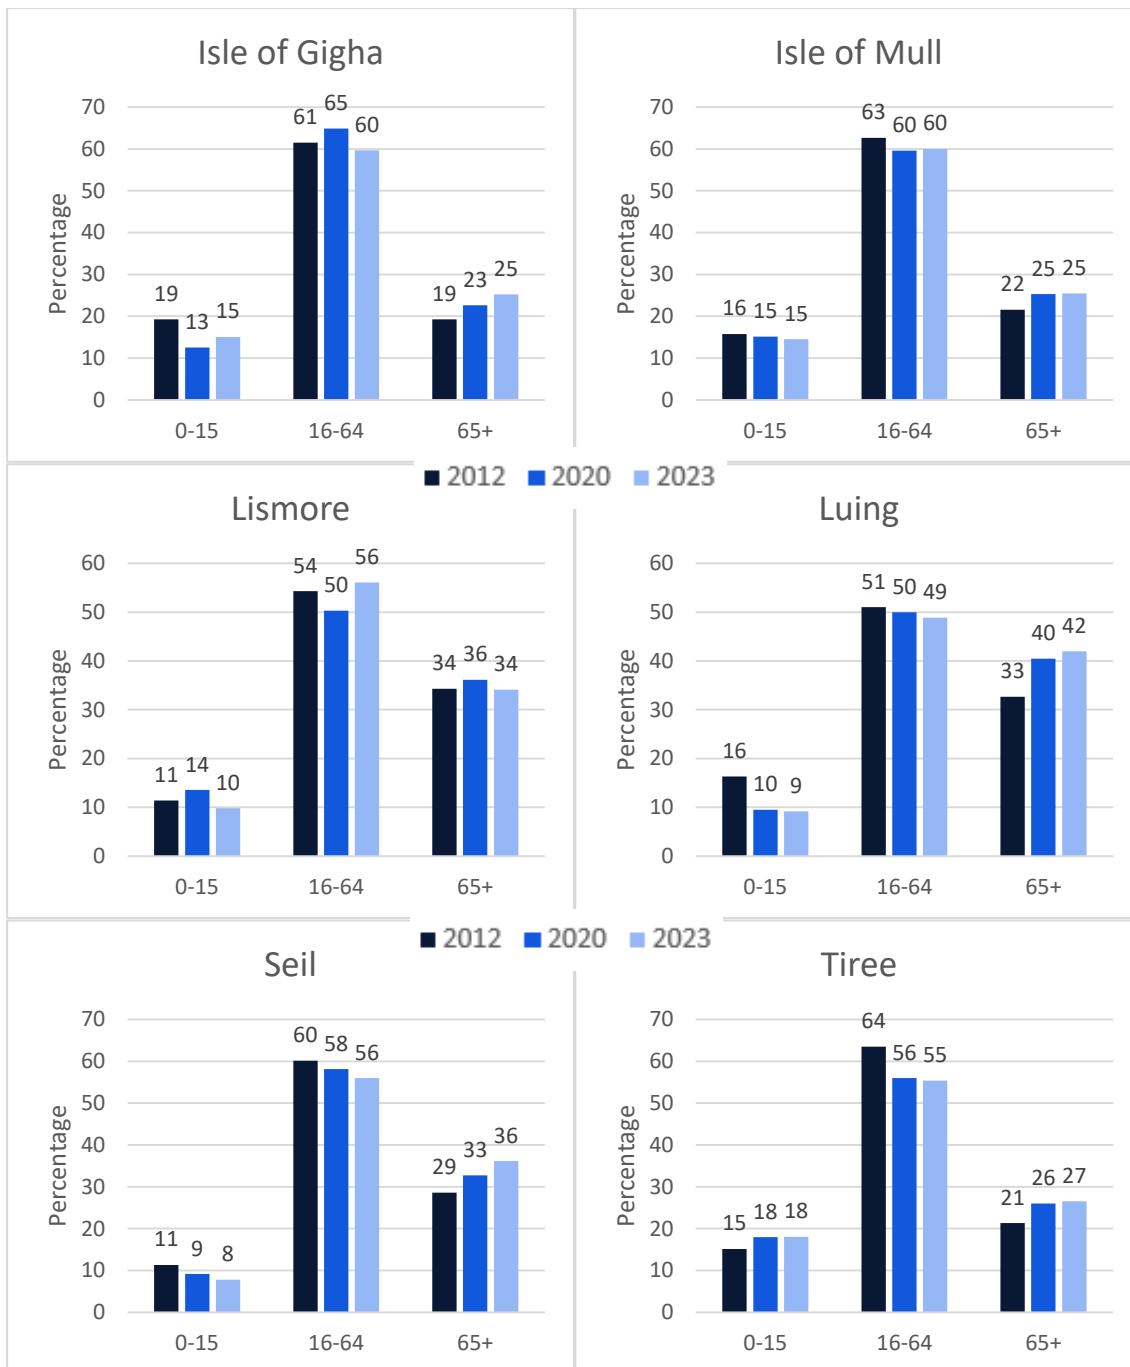 Isle of Gigha
Percentage
70
60
50
40
30
20
10
0
19 13 15
61 65 60
19 23 25
0-15 16-64 65+
Isle of Mull
Percentage
70
60
50
40
30
20
10
0
16 15 15
63 60 60
22 25 25
0-15 16-64 65+
2012 2020 2023
Lismore
Percentage
60
50
40
30
20
10
0
11 14 10
54 50 56
34 36 34
0-15 16-64 65+
Luing
Percentage
60
50
40
30
20
10
0
16 10 9
51 50 49
33 40 42
0-15 16-64 65+
2012 2020 2023
Seil
Percentage
70
60
50
40
30
20
10
0
11 9 8
60 58 56
29 33 36
0-15 16-64 65+
Tiree
Percentage
70
60
50
40
30
20
10
0
15 18 18
64 56 55
21 26 27
0-15 16-64 65+